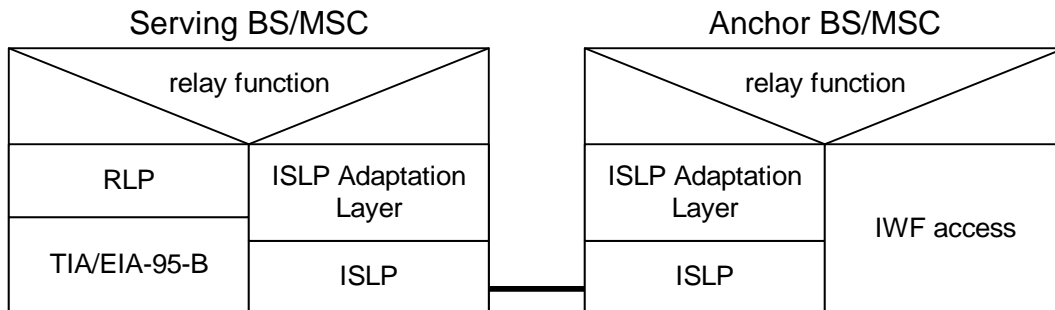 Serving BS/MSC
Anchor BS/MSC
relay function
relay function
RLP
ISLP Adaptation
Layer
ISLP Adaptation
Layer
IWF access
TIA/EIA-95-B
ISLP
ISLP